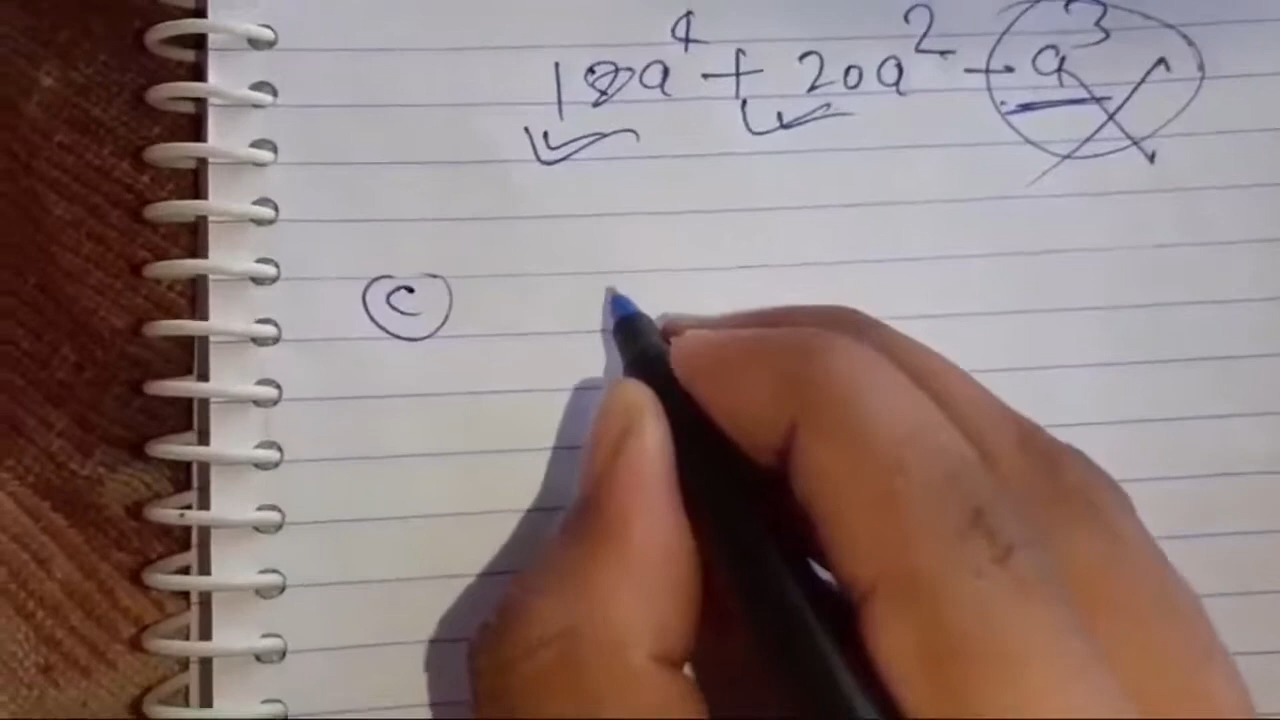 18a⁴ + 20a² - a³
c